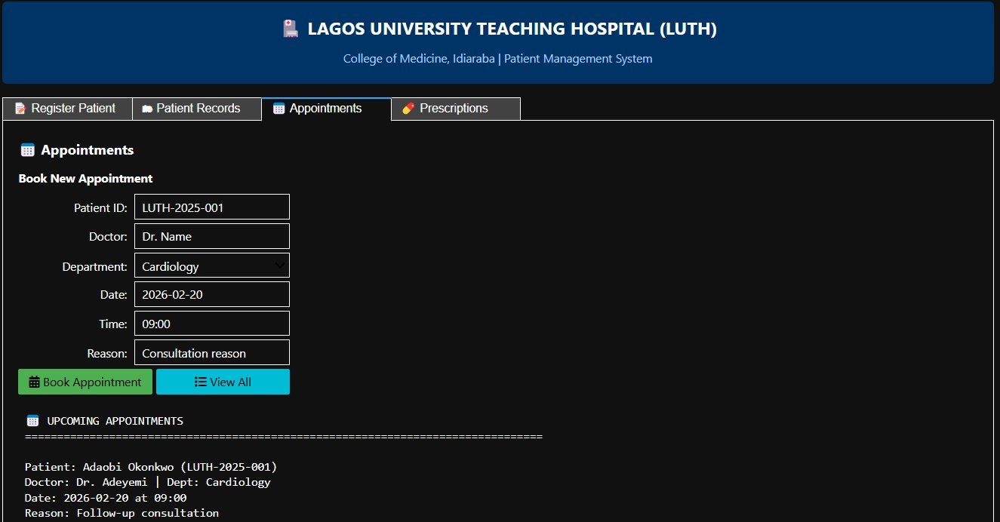 LAGOS UNIVERSITY TEACHING HOSPITAL (LUTH)
College of Medicine, Idiaraba | Patient Management System
Register Patient
Patient Records
Appointments
Prescriptions
Appointments
Book New Appointment
Patient ID: LUTH-2025-001
Doctor: Dr. Name
Department: Cardiology
Date: 2026-02-20
Time: 09:00
Reason: Consultation reason
Book Appointment
View All
UPCOMING APPOINTMENTS
================================================================================
Patient: Adaobi Okonkwo (LUTH-2025-001)
Doctor: Dr. Adeyemi | Dept: Cardiology
Date: 2026-02-20 at 09:00
Reason: Follow-up consultation